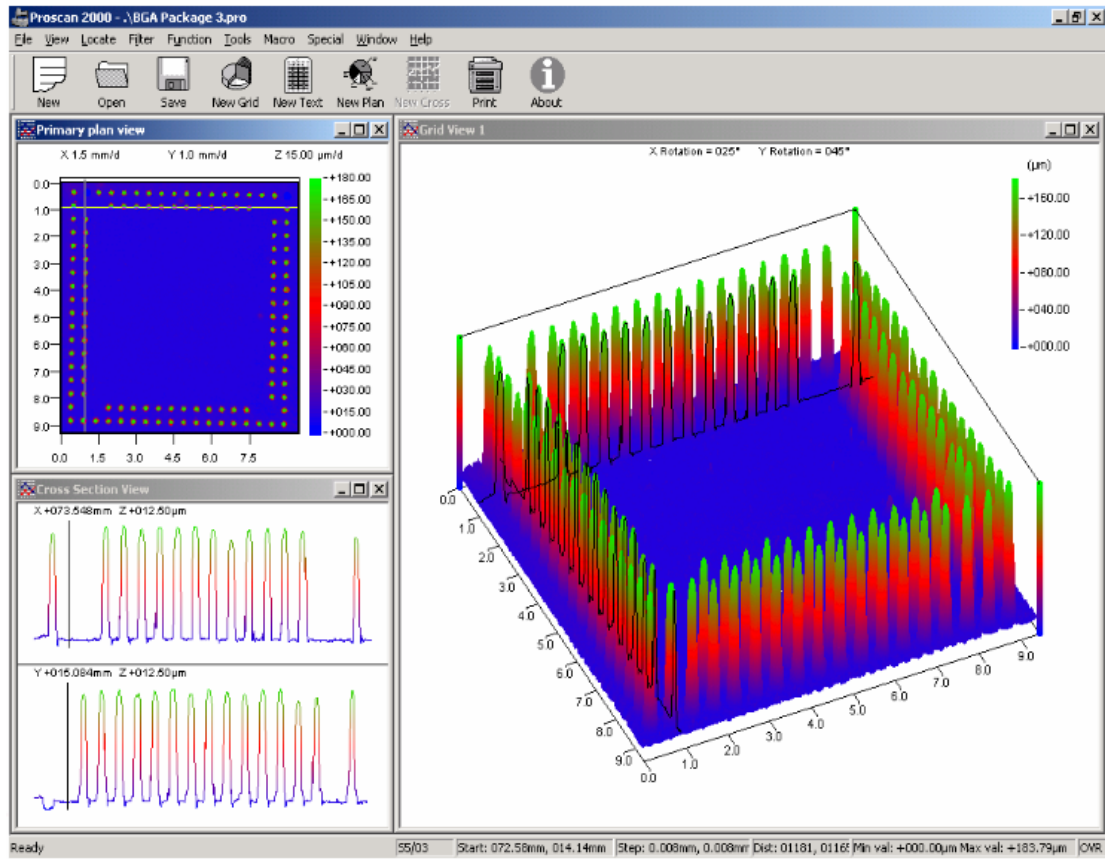 Proscan 2000 - .\BGA Package 3.pro
File View Locate Filter Function Tools Macro Special Window Help
New Open Save New Grid New Text New Plan New Cross Print About
Primary plan view
X 1.5 mm/d Y 1.0 mm/d Z 15.00 µm/d
0.0
1.0
2.0
3.0
4.0
5.0
6.0
7.0
8.0
9.0
0.0 1.5 3.0 4.5 6.0 7.5
+180.00
+165.00
+150.00
+135.00
+120.00
+105.00
+090.00
+075.00
+060.00
+045.00
+030.00
+015.00
+000.00
Cross Section View
X +073.548mm Z +012.50µm
Y +015.084mm Z +012.50µm
Grid View 1
X Rotation = 025° Y Rotation = 045°
(µm)
+160.00
+120.00
+080.00
+040.00
+000.00
0.0
1.0
2.0
3.0
4.0
5.0
6.0
7.0
8.0
9.0
0.0 1.0 2.0 3.0 4.0 5.0 6.0 7.0 8.0 9.0
Ready S5/03 Start: 072.58mm, 014.14mm Step: 0.008mm, 0.008mm Dist: 01181, 0116 Min val: +000.00µm Max val: +183.79µm OVR